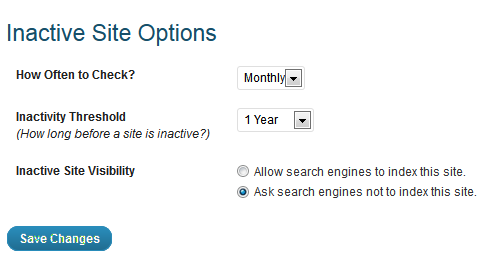 Inactive Site Options
How Often to Check? Monthly
Inactivity Threshold 1 Year
(How long before a site is inactive?)
Inactive Site Visibility Allow search engines to index this site.
Ask search engines not to index this site.
Save Changes